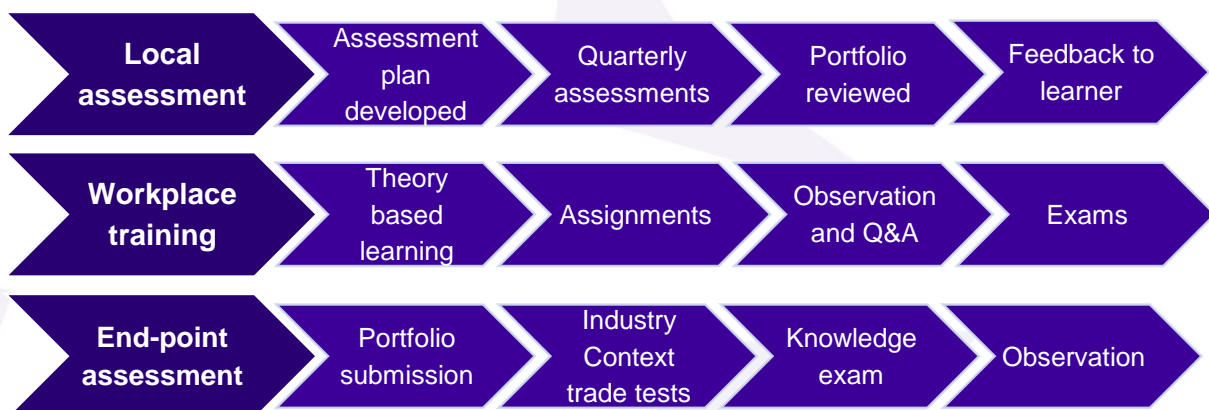 Local
assessment
Assessment
plan
developed
Quarterly
assessments
Portfolio
reviewed
Feedback to
learner
Workplace
training
Theory
based
learning
Assignments
Observation
and Q&A
Exams
End-point
assessment
Portfolio
submission
Industry
Context
trade tests
Knowledge
exam
Observation